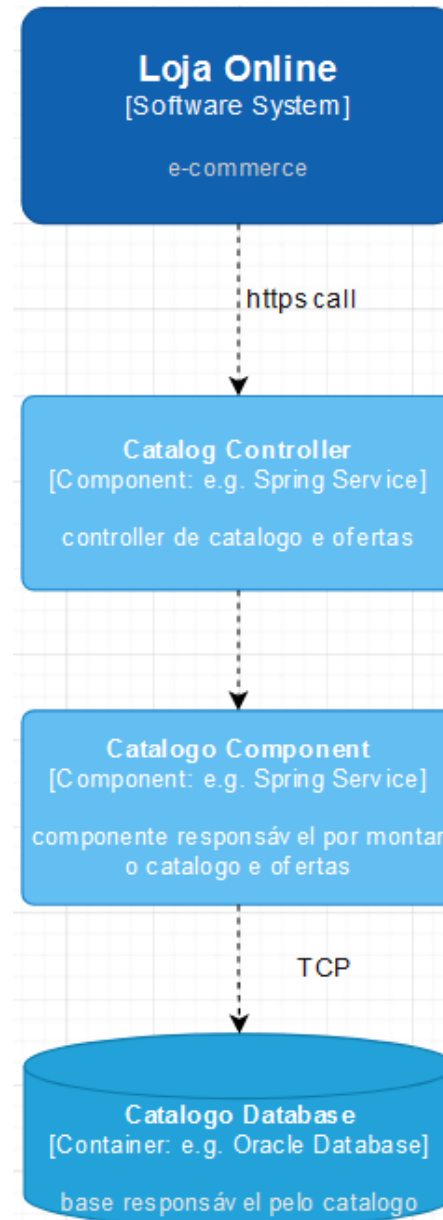 Loja Online
[Software System]
e-commerce
https call
Catalog Controller
[Component: e.g. Spring Service]
controller de catalogo e ofertas
Catalogo Component
[Component: e.g. Spring Service]
componente responsável por montar
o catalogo e ofertas
TCP
Catalogo Database
[Container: e.g. Oracle Database]
base responsável pelo catalogo